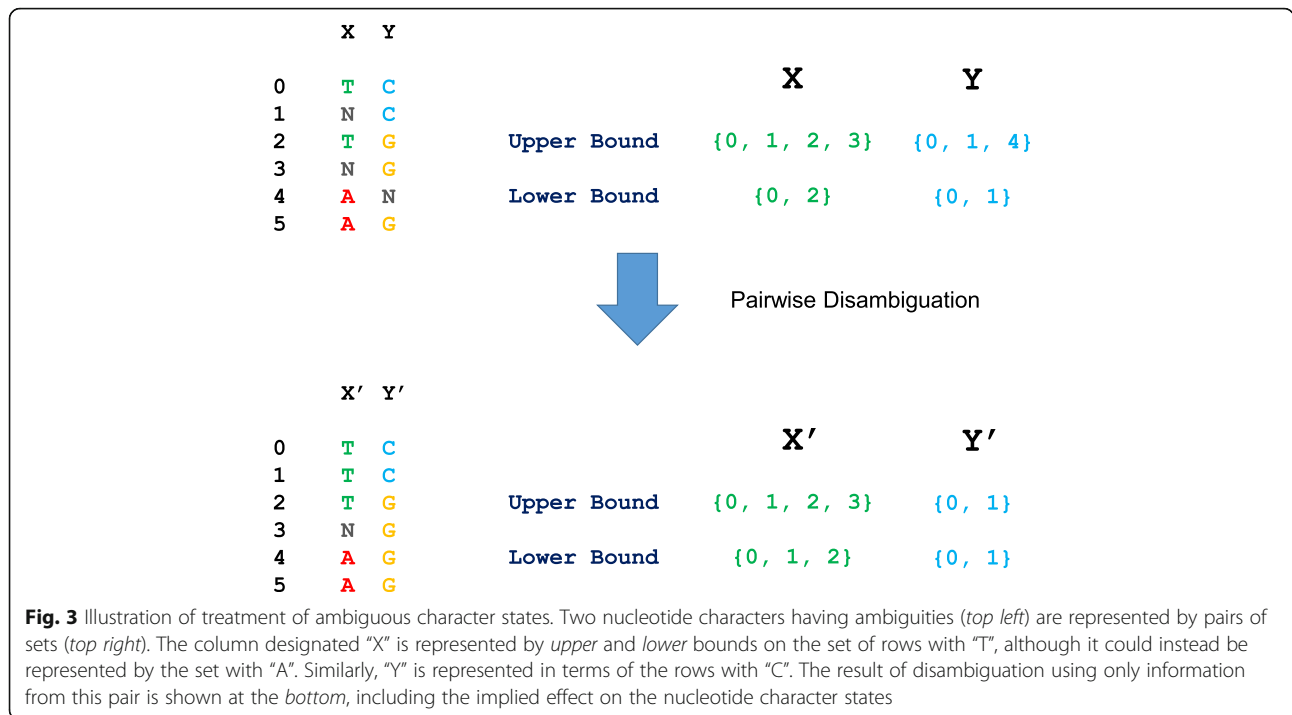 X Y
0 T C
1 N C
2 T G
3 N G
4 A N
5 A G
X Y
Upper Bound {0, 1, 2, 3} {0, 1, 4}
Lower Bound {0, 2} {0, 1}
Pairwise Disambiguation
X' Y'
0 T C
1 T C
2 T G
3 N G
4 A G
5 A G
X' Y'
Upper Bound {0, 1, 2, 3} {0, 1}
Lower Bound {0, 1, 2} {0, 1}
Fig. 3 Illustration of treatment of ambiguous character states. Two nucleotide characters having ambiguities (top left) are represented by pairs of
sets (top right). The column designated “X” is represented by upper and lower bounds on the set of rows with “T”, although it could instead be
represented by the set with “A”. Similarly, “Y” is represented in terms of the rows with “C”. The result of disambiguation using only information
from this pair is shown at the bottom, including the implied effect on the nucleotide character states